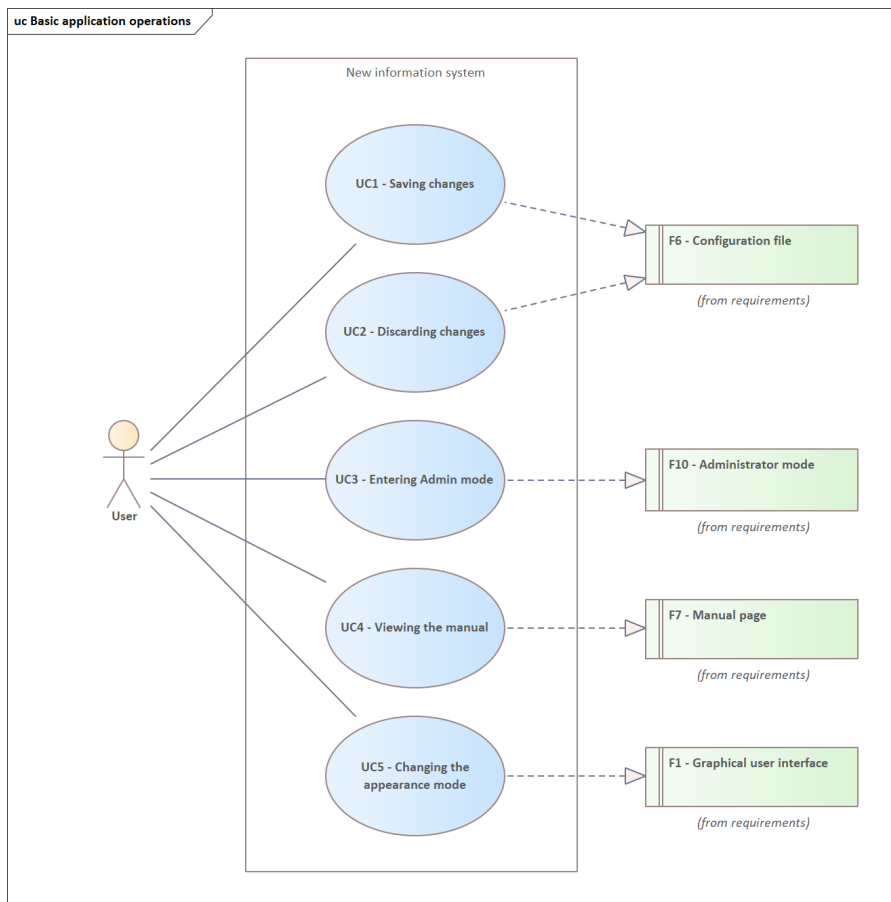 uc Basic application operations
New information system
UC1 - Saving changes
F6 - Configuration file
(from requirements)
UC2 - Discarding changes
User
UC3 - Entering Admin mode
F10 - Administrator mode
(from requirements)
UC4 - Viewing the manual
F7 - Manual page
(from requirements)
UC5 - Changing the
appearance mode
F1 - Graphical user interface
(from requirements)